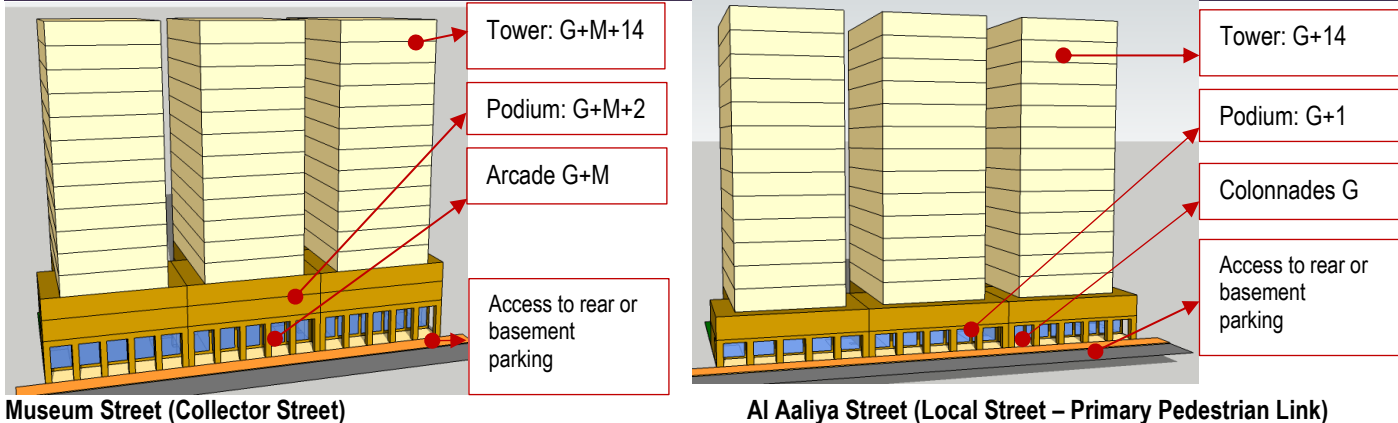 Tower: G+M+14
Podium: G+M+2
Arcade G+M
Access to rear or
basement
parking
Museum Street (Collector Street)
Tower: G+14
Podium: G+1
Colonnades G
Access to rear or
basement
parking
Al Aaliya Street (Local Street – Primary Pedestrian Link)